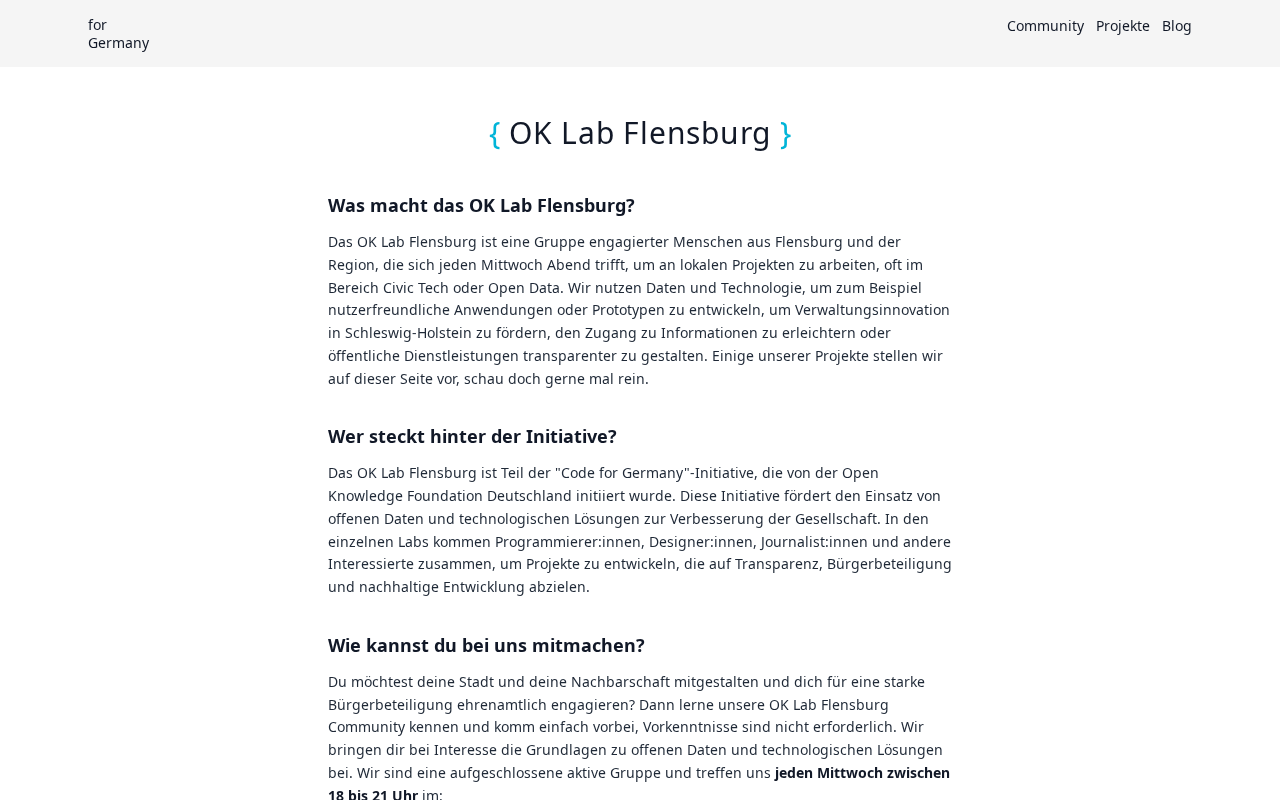 for
Germany
Community Projekte Blog
{ OK Lab Flensburg }
Was macht das OK Lab Flensburg?
Das OK Lab Flensburg ist eine Gruppe engagierter Menschen aus Flensburg und der
Region, die sich jeden Mittwoch Abend trifft, um an lokalen Projekten zu arbeiten, oft im
Bereich Civic Tech oder Open Data. Wir nutzen Daten und Technologie, um zum Beispiel
nutzerfreundliche Anwendungen oder Prototypen zu entwickeln, um Verwaltungsinnovation
in Schleswig-Holstein zu fördern, den Zugang zu Informationen zu erleichtern oder
öffentliche Dienstleistungen transparenter zu gestalten. Einige unserer Projekte stellen wir
auf dieser Seite vor, schau doch gerne mal rein.
Wer steckt hinter der Initiative?
Das OK Lab Flensburg ist Teil der "Code for Germany"-Initiative, die von der Open
Knowledge Foundation Deutschland initiiert wurde. Diese Initiative fördert den Einsatz von
offenen Daten und technologischen Lösungen zur Verbesserung der Gesellschaft. In den
einzelnen Labs kommen Programmierer:innen, Designer:innen, Journalist:innen und andere
Interessierte zusammen, um Projekte zu entwickeln, die auf Transparenz, Bürgerbeteiligung
und nachhaltige Entwicklung abzielen.
Wie kannst du bei uns mitmachen?
Du möchtest deine Stadt und deine Nachbarschaft mitgestalten und dich für eine starke
Bürgerbeteiligung ehrenamtlich engagieren? Dann lerne unsere OK Lab Flensburg
Community kennen und komm einfach vorbei, Vorkenntnisse sind nicht erforderlich. Wir
bringen dir bei Interesse die Grundlagen zu offenen Daten und technologischen Lösungen
bei. Wir sind eine aufgeschlossene aktive Gruppe und treffen uns jeden Mittwoch zwischen
18 bis 21 Uhr im: